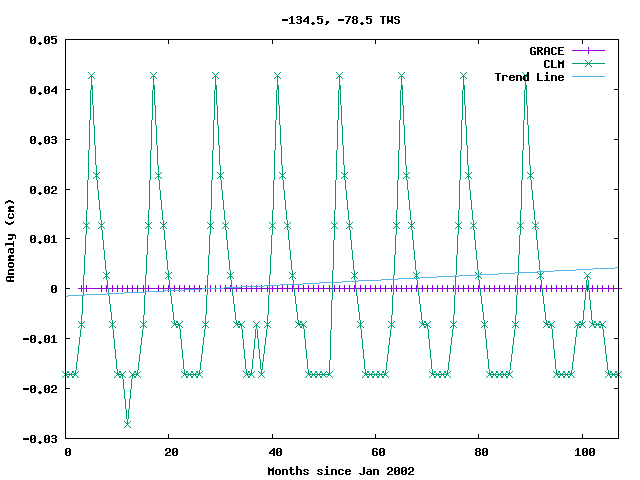 -134.5, -78.5 TWS
GRACE
CLM
Trend Line
0.05
0.04
0.03
0.02
0.01
0
-0.01
-0.02
-0.03
Anomaly (cm)
0 20 40 60 80 100
Months since Jan 2002